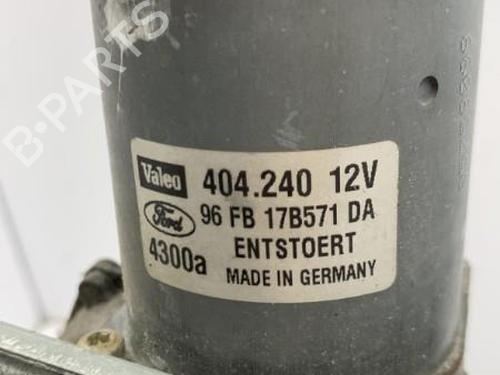 B-PARTS
Valeo 404.240 12V
Ford 96 FB 17B571 DA
4300a ENTSTOERT
MADE IN GERMANY